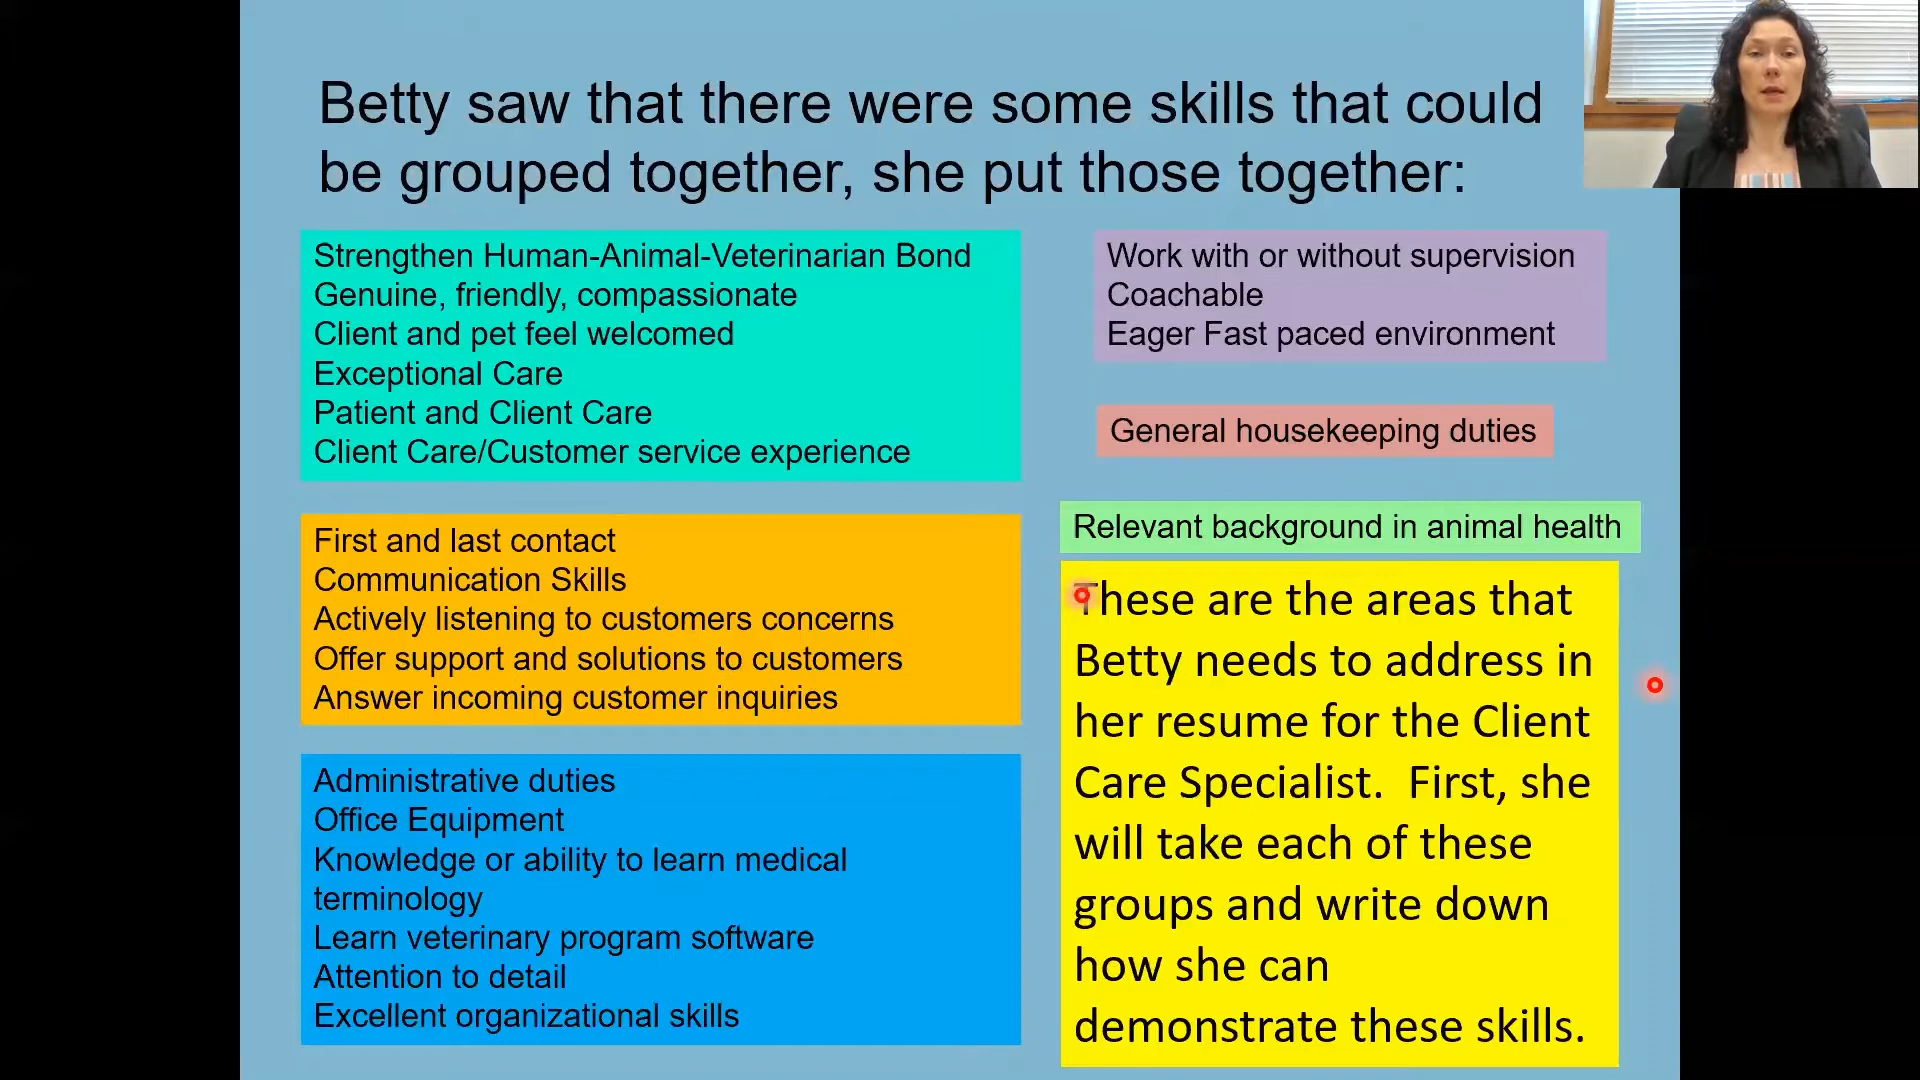 Betty saw that there were some skills that could
be grouped together, she put those together:
Strengthen Human-Animal-Veterinarian Bond
Genuine, friendly, compassionate
Client and pet feel welcomed
Exceptional Care
Patient and Client Care
Client Care/Customer service experience
First and last contact
Communication Skills
Actively listening to customers concerns
Offer support and solutions to customers
Answer incoming customer inquiries
Administrative duties
Office Equipment
Knowledge or ability to learn medical
terminology
Learn veterinary program software
Attention to detail
Excellent organizational skills
Work with or without supervision
Coachable
Eager Fast paced environment
General housekeeping duties
Relevant background in animal health
These are the areas that
Betty needs to address in
her resume for the Client
Care Specialist.  First, she
will take each of these
groups and write down
how she can
demonstrate these skills.